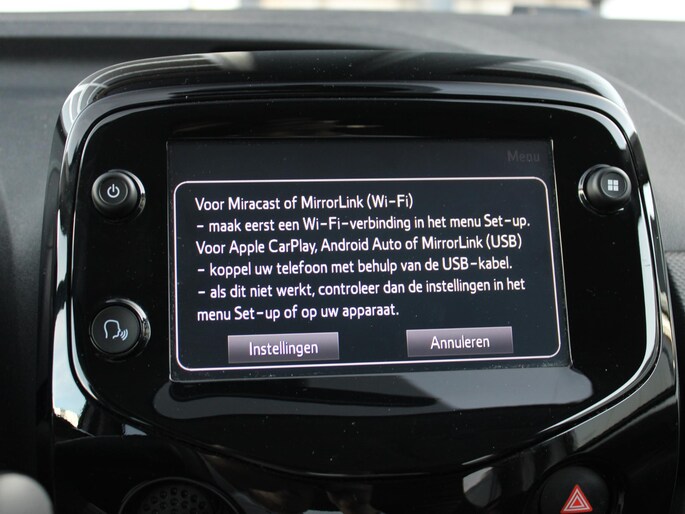 Menu
Voor Miracast of MirrorLink (Wi-Fi)
- maak eerst een Wi-Fi-verbinding in het menu Set-up.
Voor Apple CarPlay, Android Auto of MirrorLink (USB)
- koppel uw telefoon met behulp van de USB-kabel.
- als dit niet werkt, controleer dan de instellingen in het
menu Set-up of op uw apparaat.
Instellingen
Annuleren